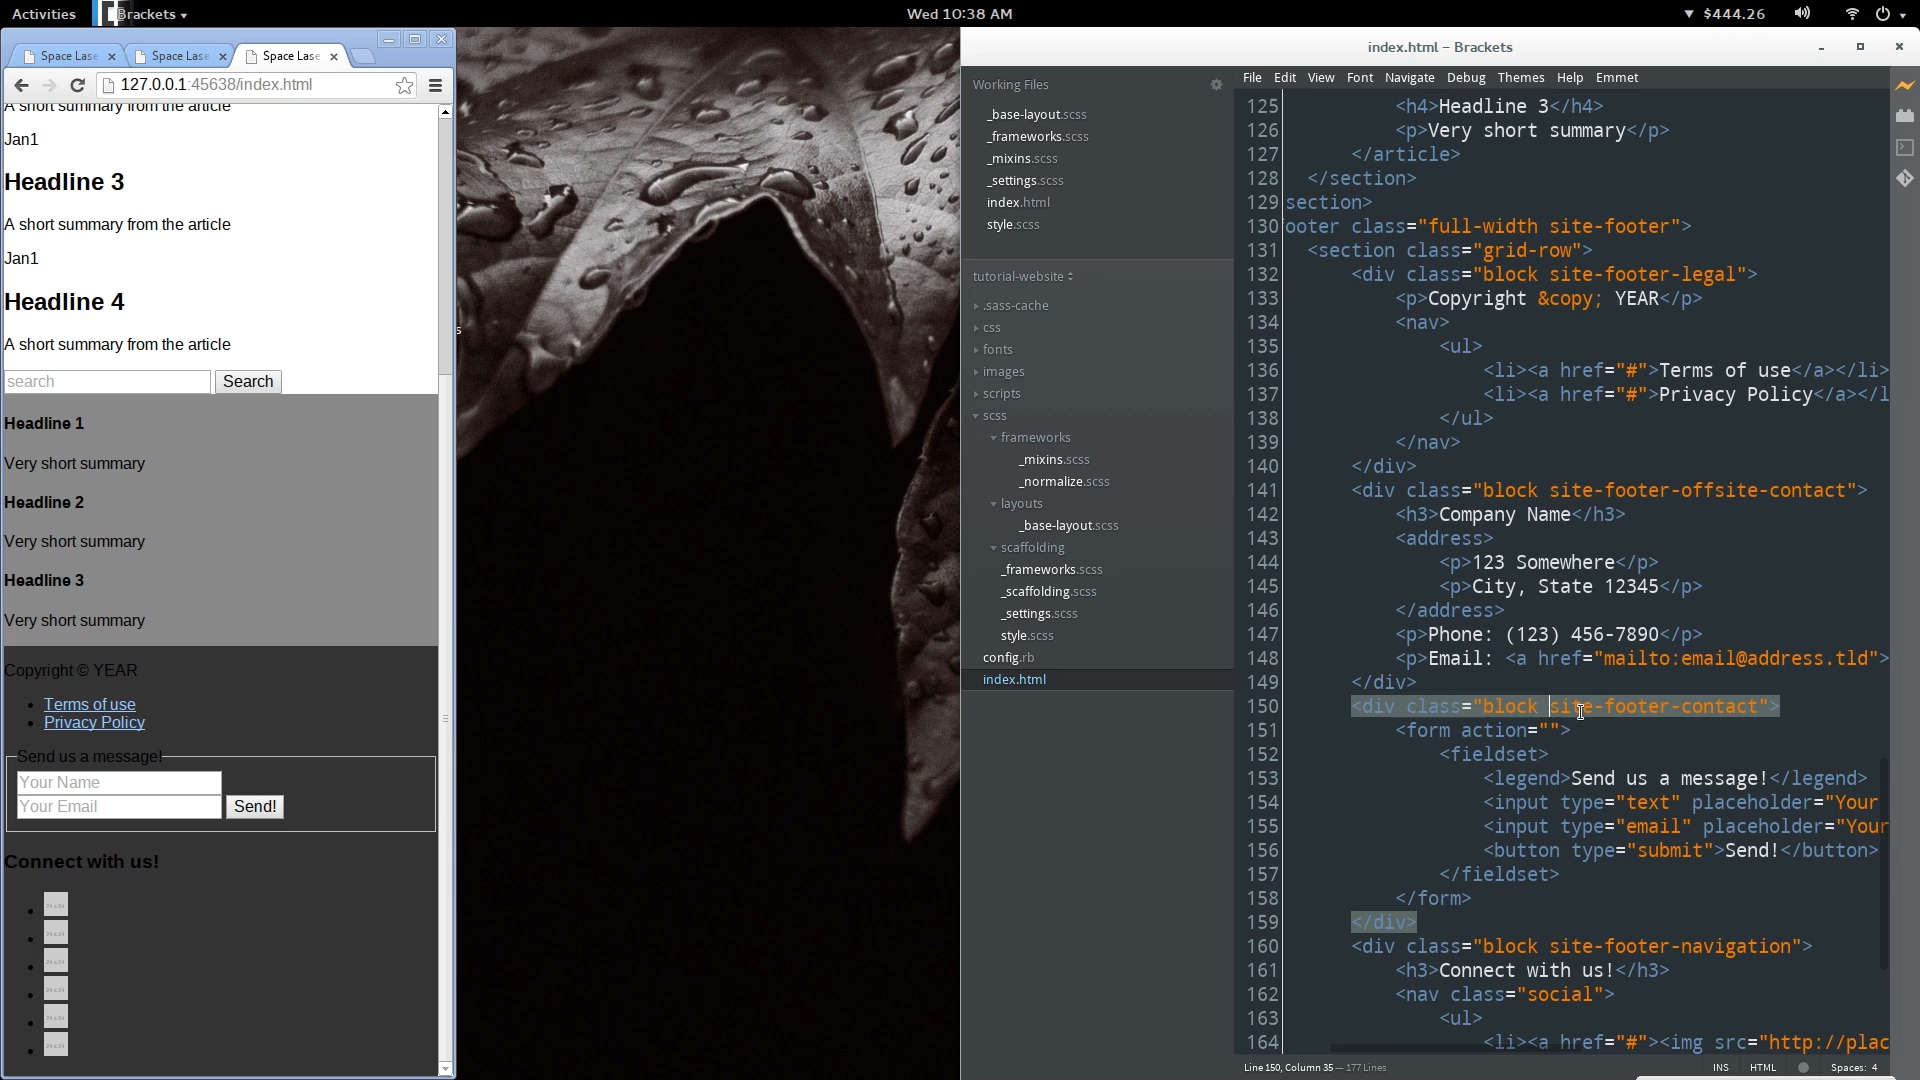 Activities
Brackets
Wed 10:38 AM
▼ $444.26
Space Lase
Space Lase
Space Lase
127.0.0.1:45638/index.html
A short summary from the article
Jan1
Headline 3
A short summary from the article
Jan1
Headline 4
A short summary from the article
search
Search
Headline 1
Very short summary
Headline 2
Very short summary
Headline 3
Very short summary
Copyright © YEAR
Terms of use
Privacy Policy
Send us a message!
Your Name
Your Email
Send!
Connect with us!
s
index.html – Brackets
Working Files
_base-layout.scss
_frameworks.scss
_mixins.scss
_settings.scss
index.html
style.scss
tutorial-website
.sass-cache
css
fonts
images
scripts
scss
frameworks
_mixins.scss
_normalize.scss
layouts
_base-layout.scss
scaffolding
_frameworks.scss
_scaffolding.scss
_settings.scss
style.scss
config.rb
index.html
File Edit View Font Navigate Debug Themes Help Emmet
125 <h4>Headline 3</h4>
126 <p>Very short summary</p>
127 </article>
128 </section>
129 section>
130 ooter class="full-width site-footer">
131 <section class="grid-row">
132 <div class="block site-footer-legal">
133 <p>Copyright &copy; YEAR</p>
134 <nav>
135 <ul>
136 <li><a href="#">Terms of use</a></li>
137 <li><a href="#">Privacy Policy</a></l
138 </ul>
139 </nav>
140 </div>
141 <div class="block site-footer-offsite-contact">
142 <h3>Company Name</h3>
143 <address>
144 <p>123 Somewhere</p>
145 <p>City, State 12345</p>
146 </address>
147 <p>Phone: (123) 456-7890</p>
148 <p>Email: <a href="mailto:email@address.tld">
149 </div>
150 <div class="block site-footer-contact">
151 <form action="">
152 <fieldset>
153 <legend>Send us a message!</legend>
154 <input type="text" placeholder="Your
155 <input type="email" placeholder="Your
156 <button type="submit">Send!</button>
157 </fieldset>
158 </form>
159 </div>
160 <div class="block site-footer-navigation">
161 <h3>Connect with us!</h3>
162 <nav class="social">
163 <ul>
164 <li><a href="#"><img src="http://plac
Line 150, Column 35 — 177 Lines
INS HTML Spaces: 4